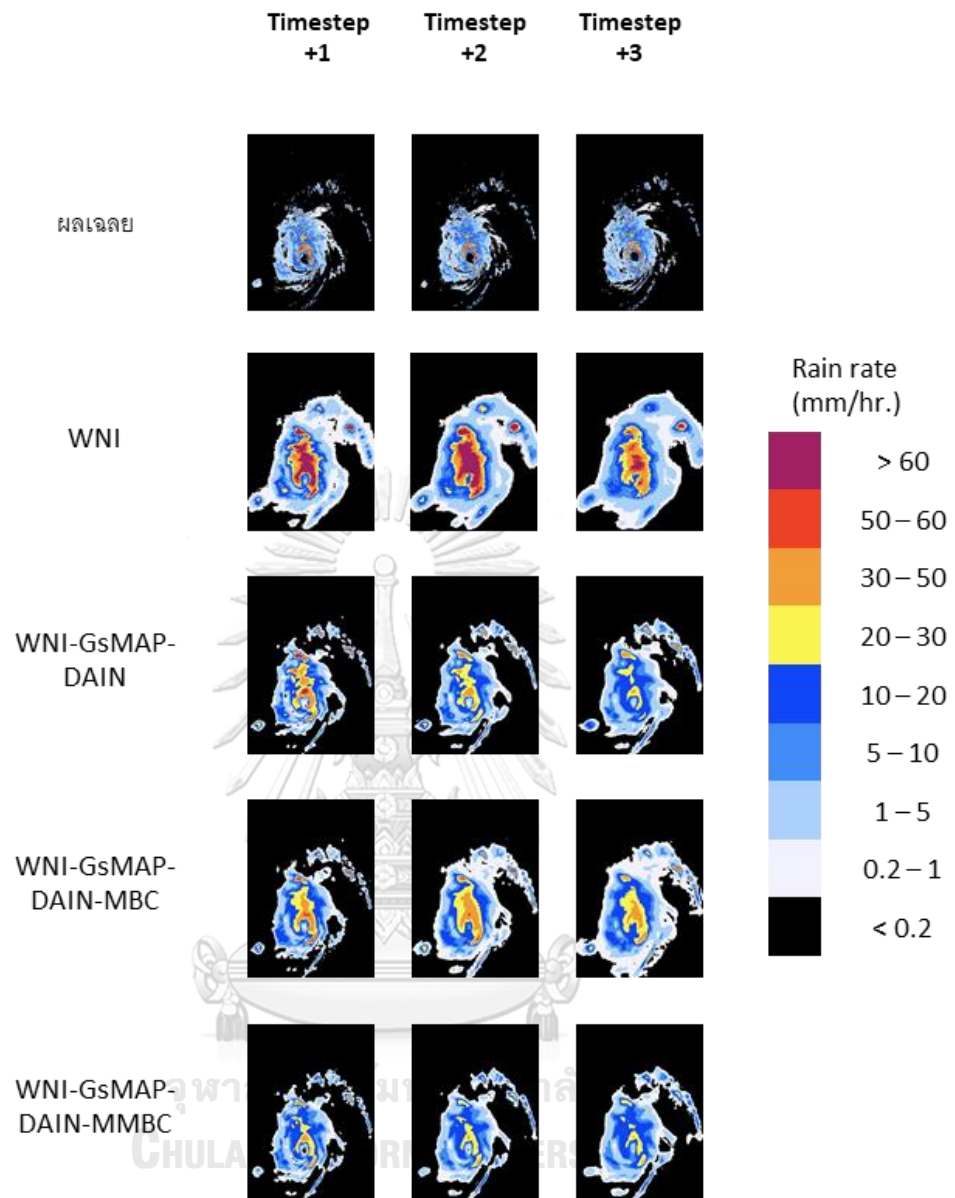 Timestep
+1
Timestep
+2
Timestep
+3
ผลเฉลย
WNI
WNI-GsMAP-
DAIN
WNI-GsMAP-
DAIN-MBC
WNI-GsMAP-
DAIN-MMBC
Rain rate
(mm/hr.)
> 60
50 – 60
30 – 50
20 – 30
10 – 20
5 – 10
1 – 5
0.2 – 1
< 0.2